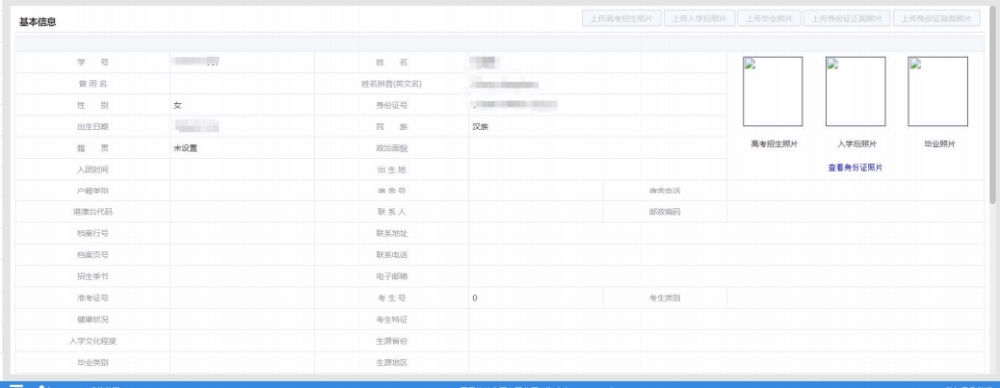 基本信息
上传高考招生照片 上传入学后照片 上传毕业照片 上传身份证正面照片 上传身份证背面照片
学 号 姓 名
曾用名 姓名拼音(英文名)
性 别 女 身份证号
出生日期 民 族 汉族
高考招生照片 入学后照片 毕业照片
籍 贯 未设置 政治面貌
查看身份证照片
入团时间 出生地
户籍类别 宿舍号 宿舍电话
港澳台代码 联系人 邮政编码
档案行号 联系地址
档案页号 联系电话
招生季节 电子邮箱
准考证号 考生号 0 考生类别
健康状况 考生特征
入学文化程度 生源省份
毕业类别 生源地区